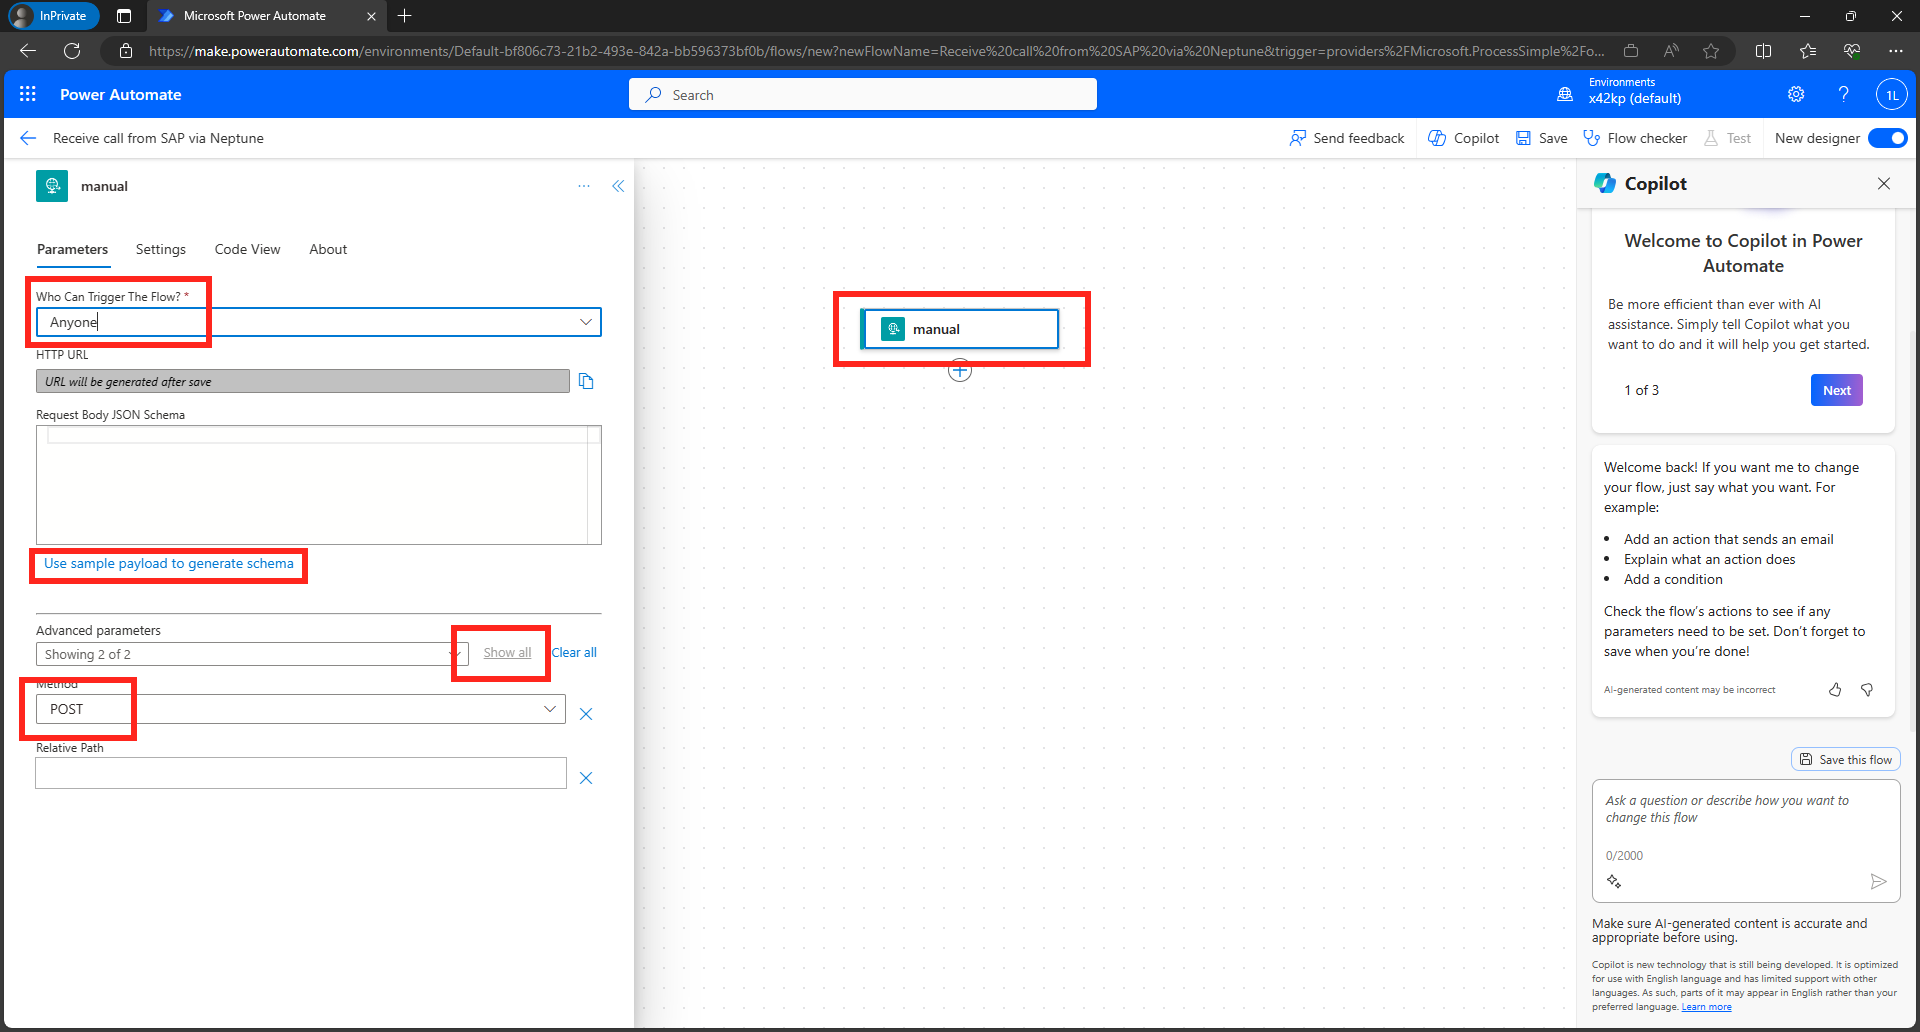 InPrivate
Microsoft Power Automate
https://make.powerautomate.com/environments/Default-bf806c73-21b2-493e-842a-bb596373bf0b/flows/new?newFlowName=Receive%20call%20from%20SAP%20via%20Neptune&trigger=providers%2FMicrosoft.ProcessSimple%2Fo...
Power Automate
Search
Environments
x42kp (default)
1L
Receive call from SAP via Neptune
Send feedback
Copilot
Save
Flow checker
Test
New designer
manual
Parameters
Settings
Code View
About
Who Can Trigger The Flow? *
Anyone
HTTP URL
URL will be generated after save
Request Body JSON Schema
Use sample payload to generate schema
Advanced parameters
Showing 2 of 2
Show all
Clear all
Method
POST
Relative Path
manual
Copilot
Welcome to Copilot in Power
Automate
Be more efficient than ever with AI
assistance. Simply tell Copilot what you
want to do and it will help you get started.
1 of 3
Next
Welcome back! If you want me to change
your flow, just say what you want. For
example:
• Add an action that sends an email
• Explain what an action does
• Add a condition
Check the flow's actions to see if any
parameters need to be set. Don't forget to
save when you're done!
AI-generated content may be incorrect
Save this flow
Ask a question or describe how you want to
change this flow
0/2000
Make sure AI-generated content is accurate and
appropriate before using.
Copilot is new technology that is still being developed. It is optimized
for use with English language and has limited support with other
languages. As such, parts of it may appear in English rather than your
preferred language. Learn more